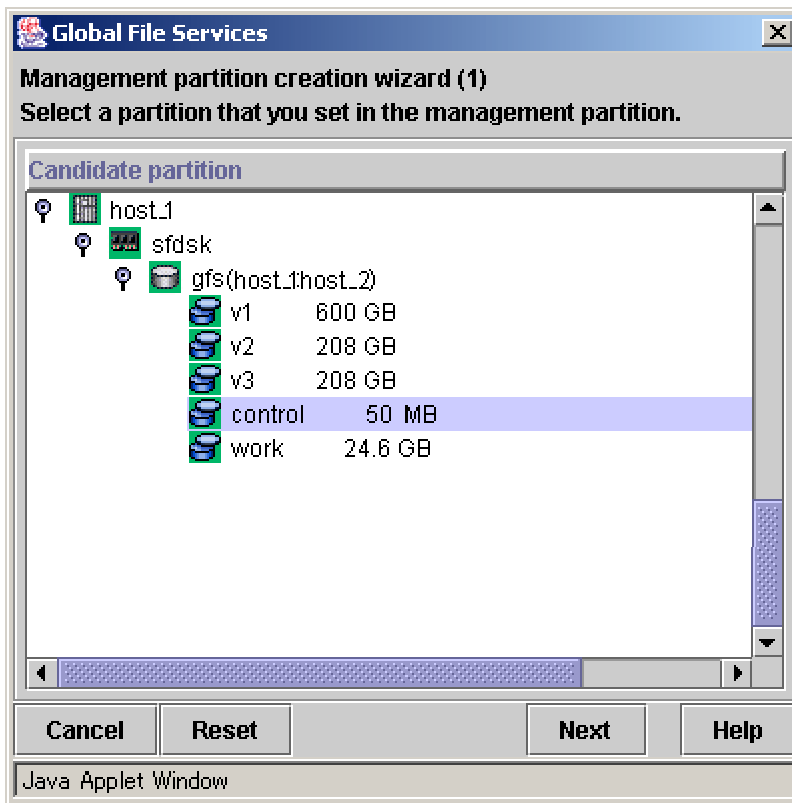 Global File Services
Management partition creation wizard (1)
Select a partition that you set in the management partition.
Candidate partition
host_1
sfdsk
gfs(host_1:host_2)
v1 600 GB
v2 208 GB
v3 208 GB
control 50 MB
work 24.6 GB
Cancel Reset Next Help
Java Applet Window